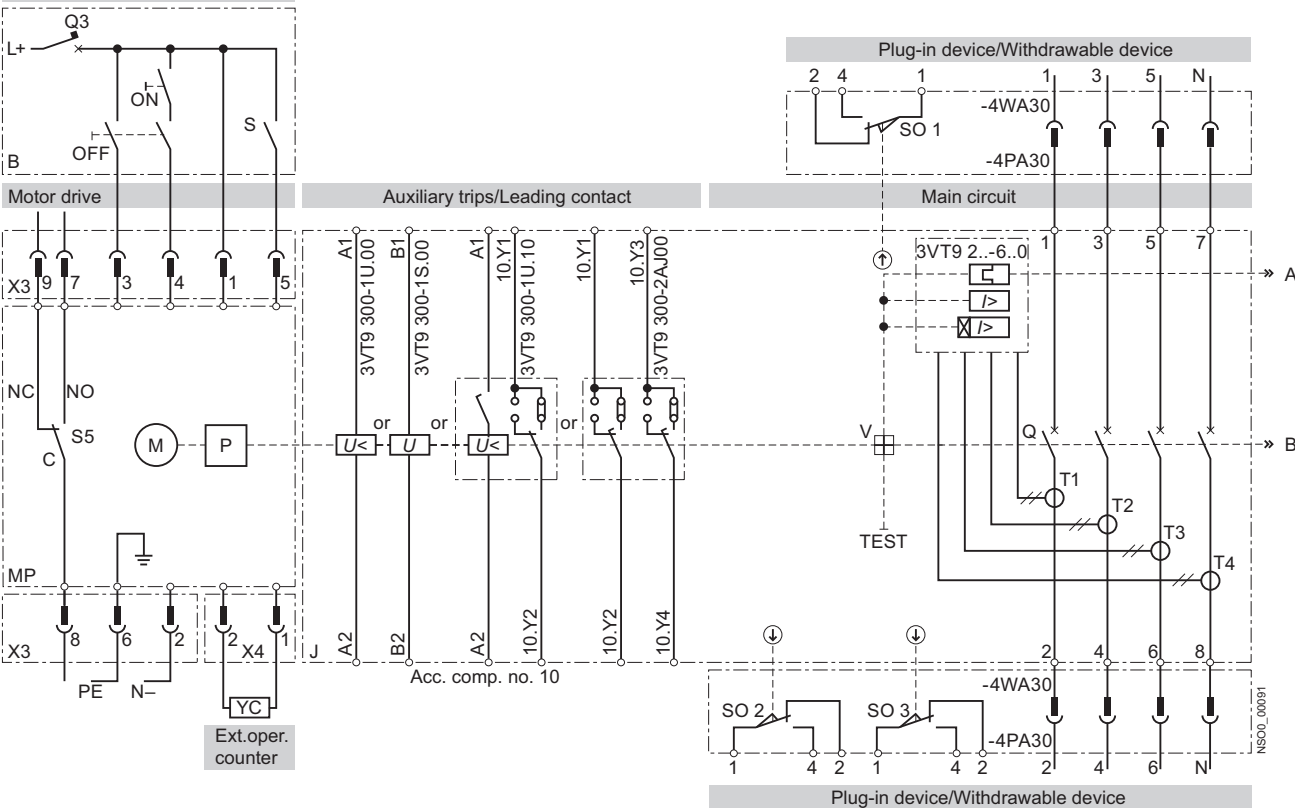 Q3
L+
ON
OFF
S
B
Plug-in device/Withdrawable device
2 4 1 1 3 5 N
-4WA30
SO 1
-4PA30
Motor drive
Auxiliary trips/Leading contact
Main circuit
X3 9 7 3 4 1 5
A1 B1 A1 10.Y1 10.Y1 10.Y3
3VT9 300-1U.00
3VT9 300-1S.00
3VT9 300-1U.10
3VT9 300-2AJ00
1 3 5 7
3VT9 2..-6..0
A
I>
I>
NC NO
S5
C
M
P
U< or U or U< or
V
Q
B
T1
T2
T3
T4
TEST
MP
X3 8 6 2
2 X4 1
J
A2 B2 A2 10.Y2 10.Y2 10.Y4
2 4 6 8
PE N–
Acc. comp. no. 10
YC
Ext.oper.
counter
-4WA30
SO 2
SO 3
-4PA30
1 4 2 1 4 2 2 4 6 N
NSO0_00091
Plug-in device/Withdrawable device